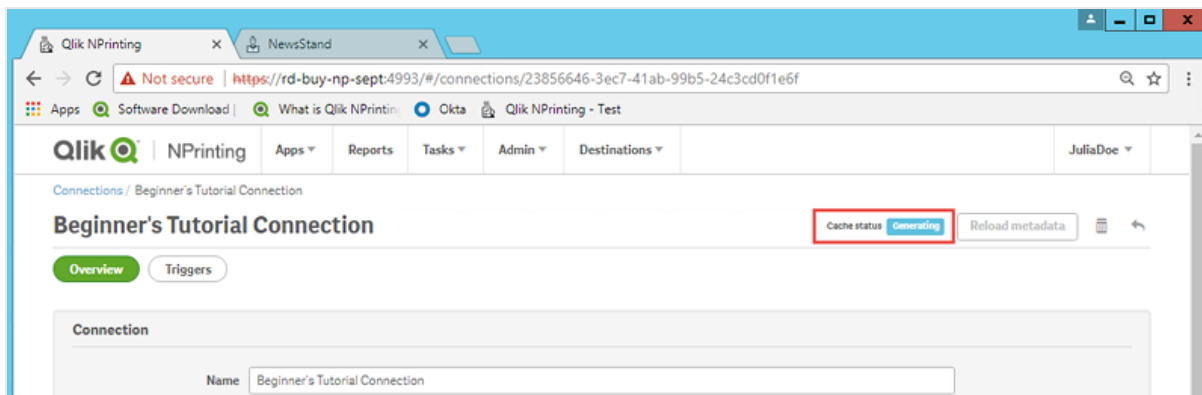 Qlik NPrinting NewsStand
Not secure | https://rd-buy-np-sept:4993/#/connections/23856646-3ec7-41ab-99b5-24c3cd0f1e6f
Apps Software Download | What is Qlik NPrintin Okta Qlik NPrinting - Test
Qlik NPrinting Apps Reports Tasks Admin Destinations JuliaDoe
Connections / Beginner's Tutorial Connection
Beginner's Tutorial Connection Cache status Generating Reload metadata
Overview Triggers
Connection
Name Beginner's Tutorial Connection